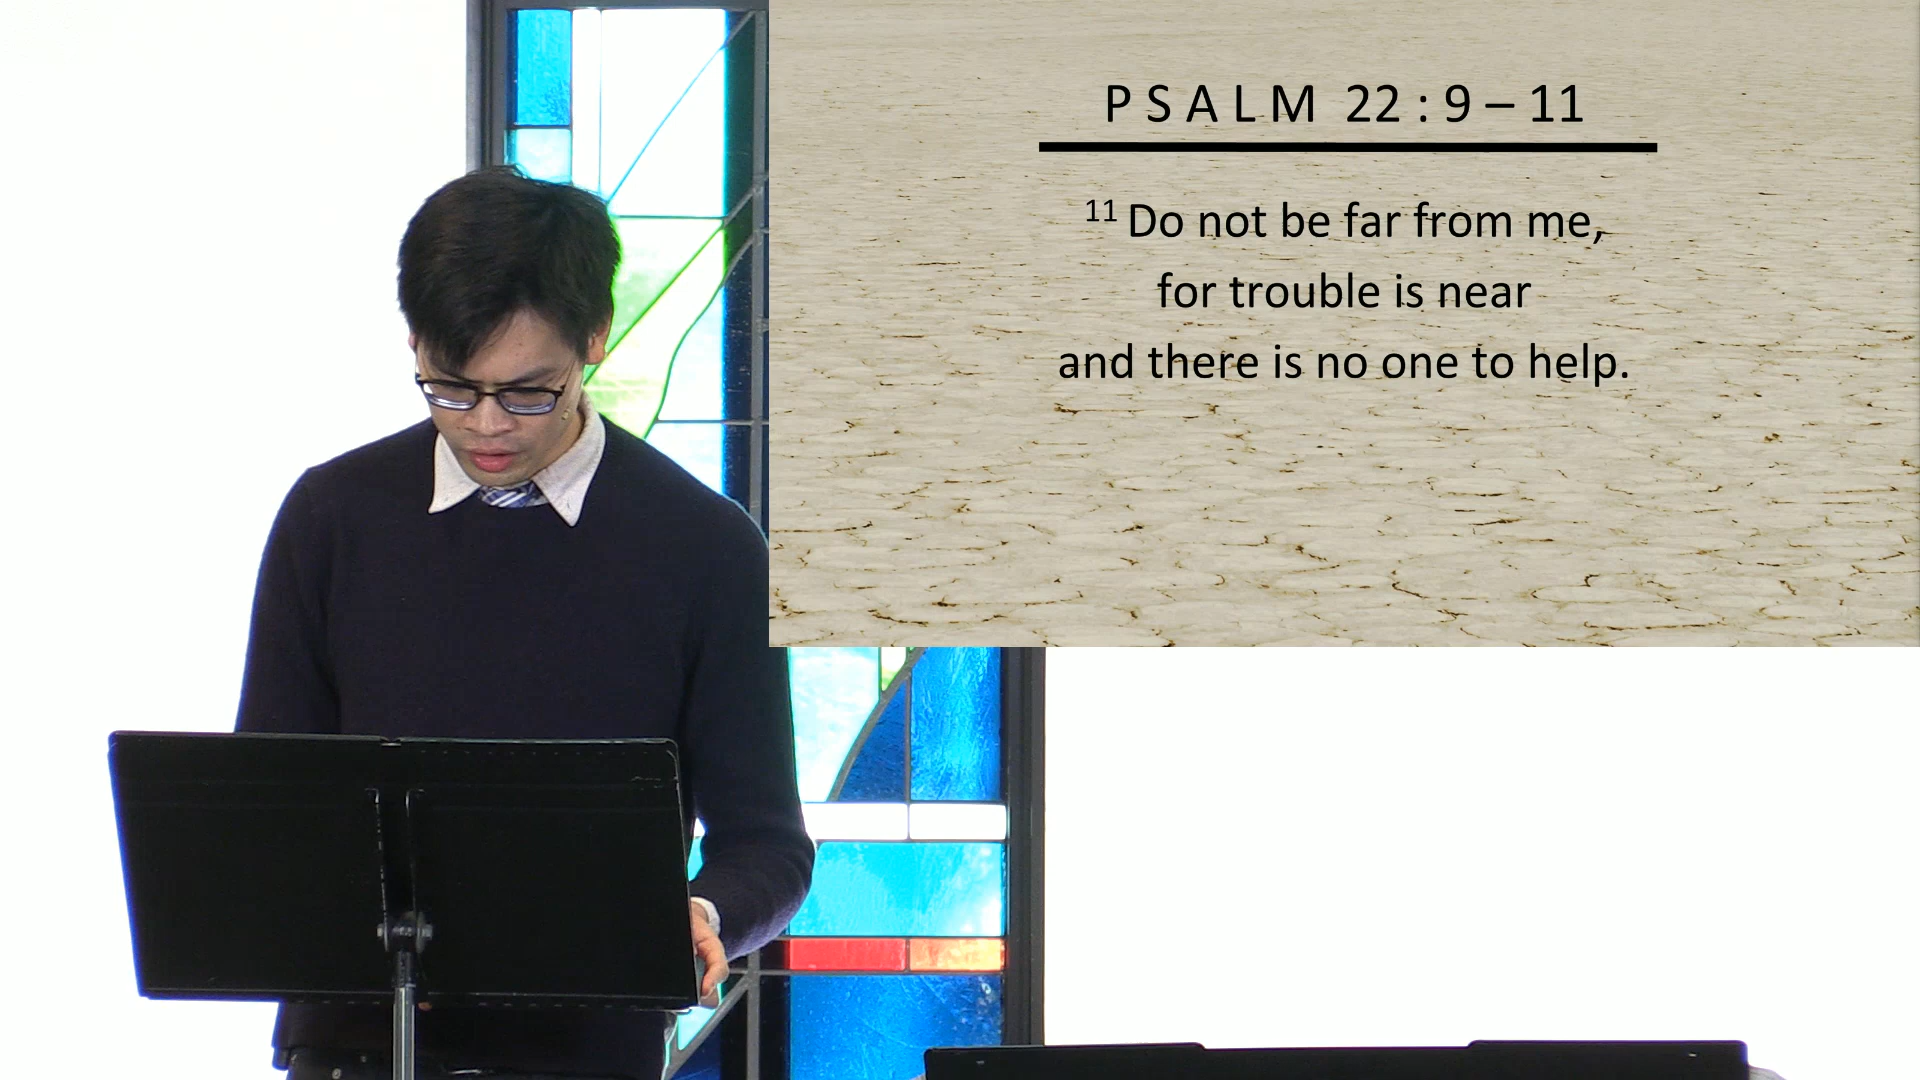 PSALM 22:9–11
11 Do not be far from me,
for trouble is near
and there is no one to help.